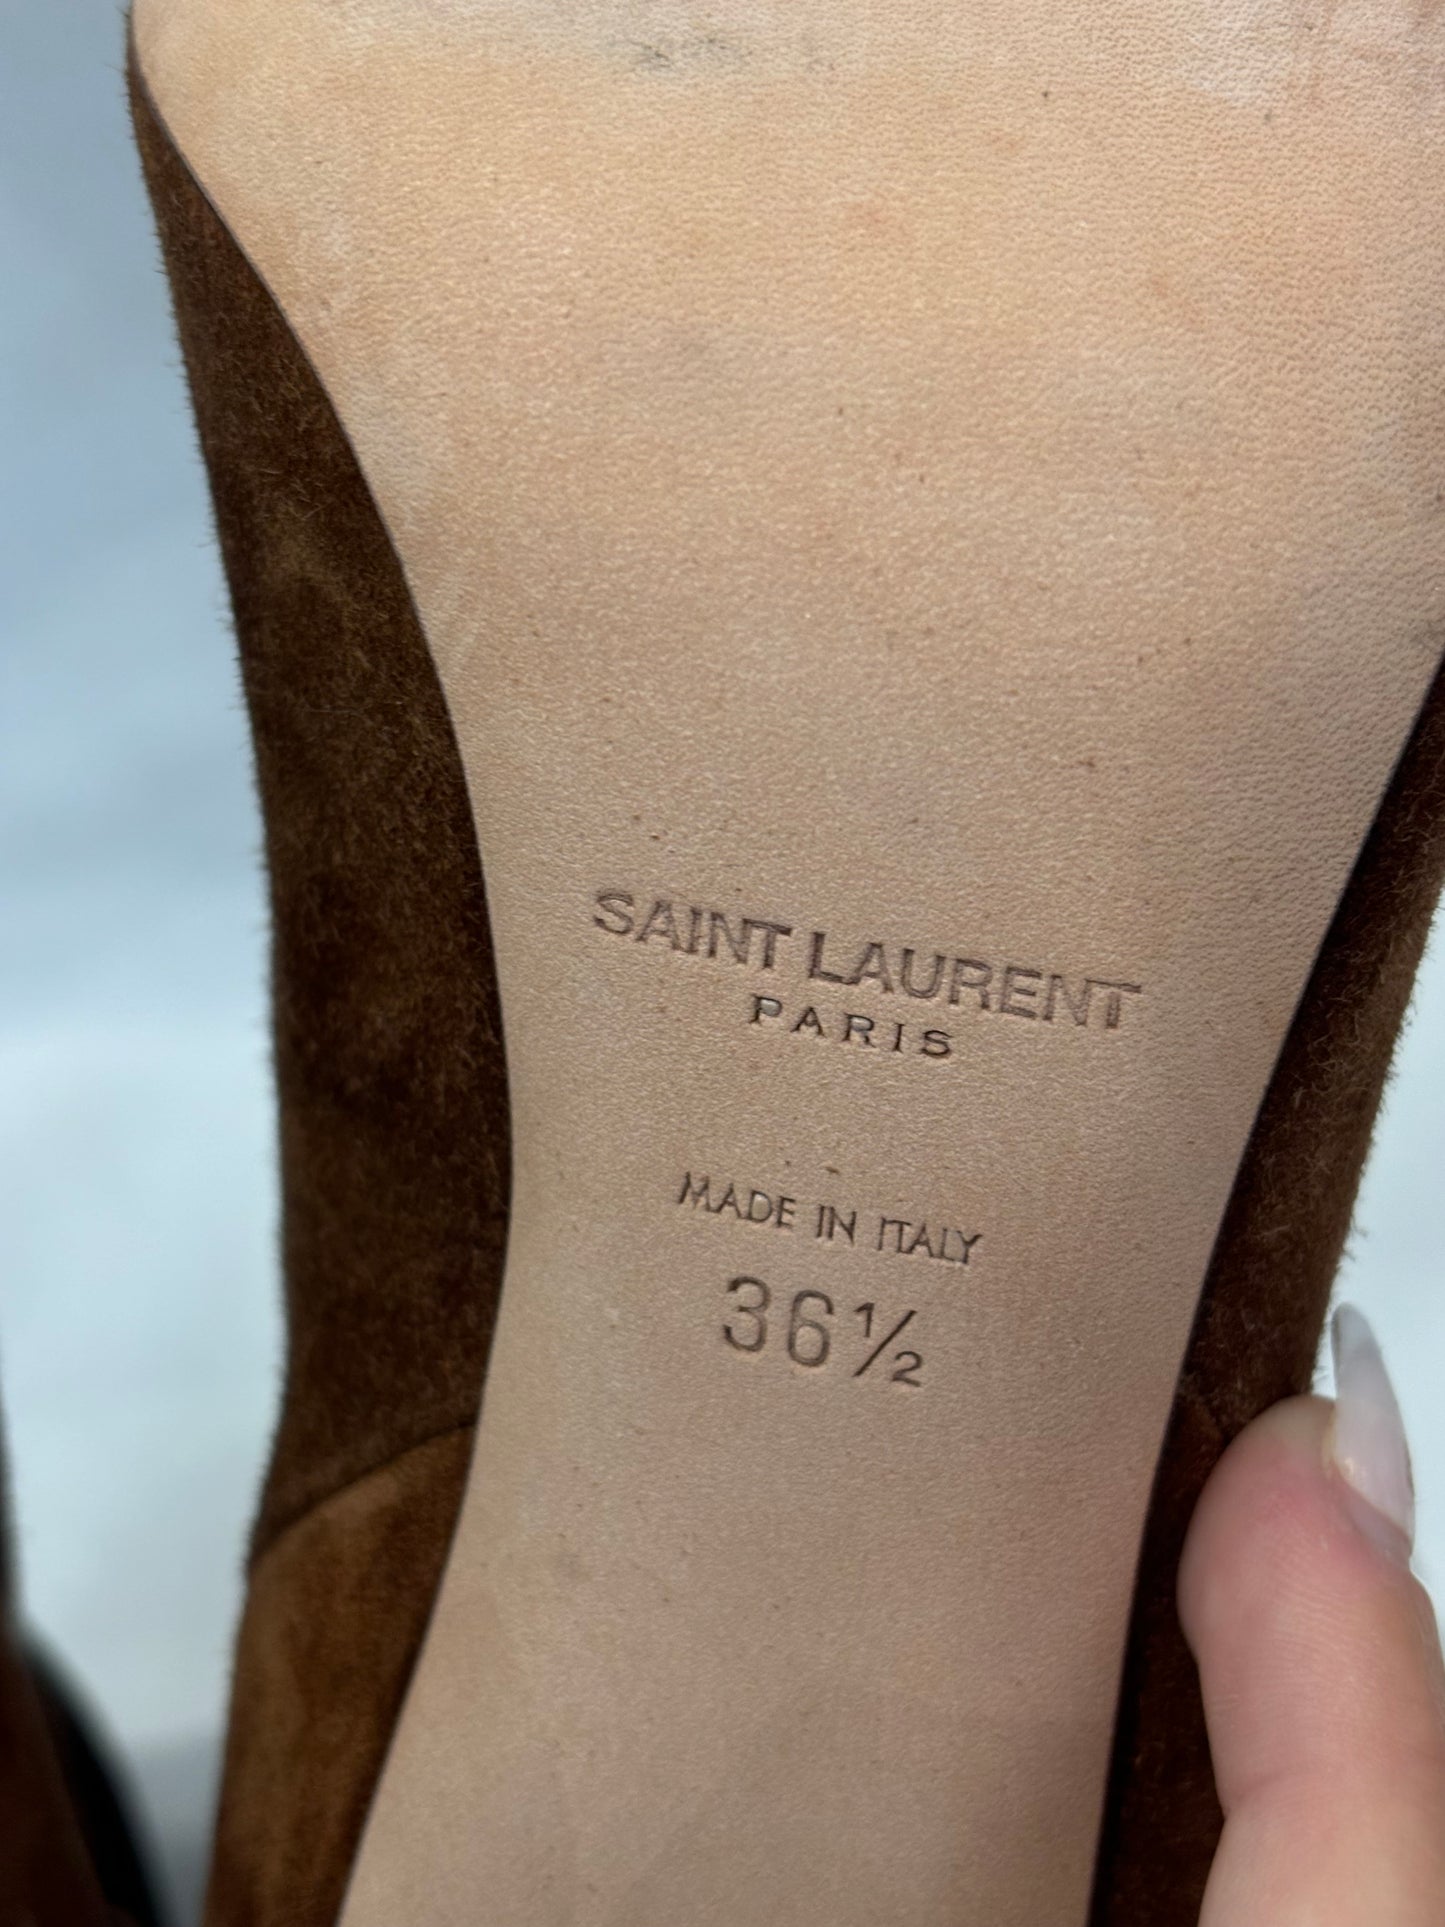 SAINT LAURENT
PARIS
MADE IN ITALY
36½